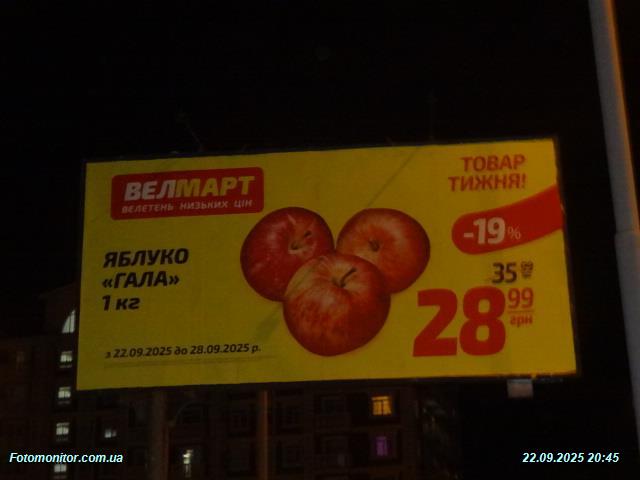 ВЕЛМАРТ
ВЕЛЕТЕНЬ НИЗЬКИХ ЦІН
ТОВАР
ТИЖНЯ!
-19%
ЯБЛУКО
«ГАЛА»
1 кг
35 99
28 99
грн
з 22.09.2025 до 28.09.2025 р.
Fotomonitor.com.ua
22.09.2025 20:45